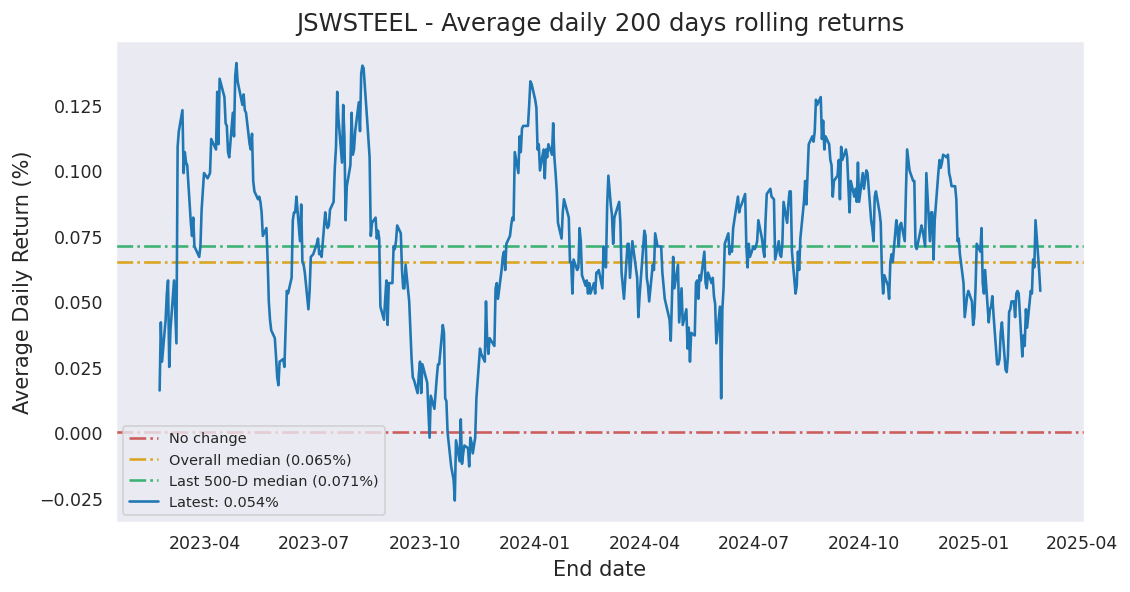 JSWSTEEL - Average daily 200 days rolling returns
Average Daily Return (%)
0.125
0.100
0.075
0.050
0.025
0.000
−0.025
No change
Overall median (0.065%)
Last 500-D median (0.071%)
Latest: 0.054%
2023-04 2023-07 2023-10 2024-01 2024-04 2024-07 2024-10 2025-01 2025-04
End date